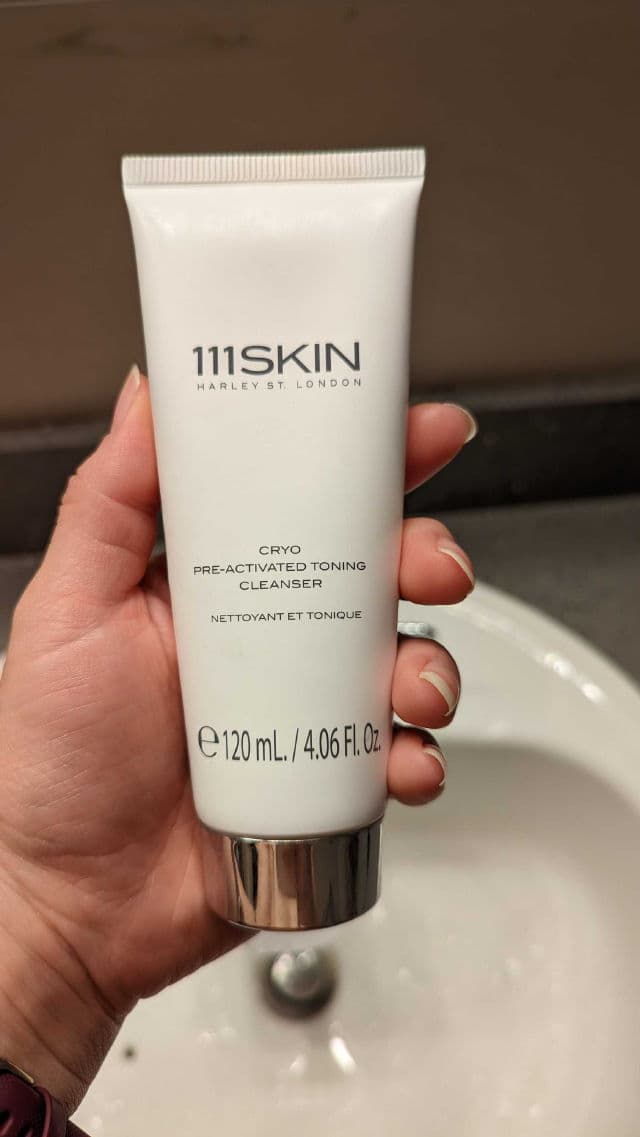 111SKIN
HARLEY ST. LONDON
CRYO
PRE-ACTIVATED TONING
CLEANSER
NETTOYANT ET TONIQUE
℮120 mL. / 4.06 Fl. Oz.